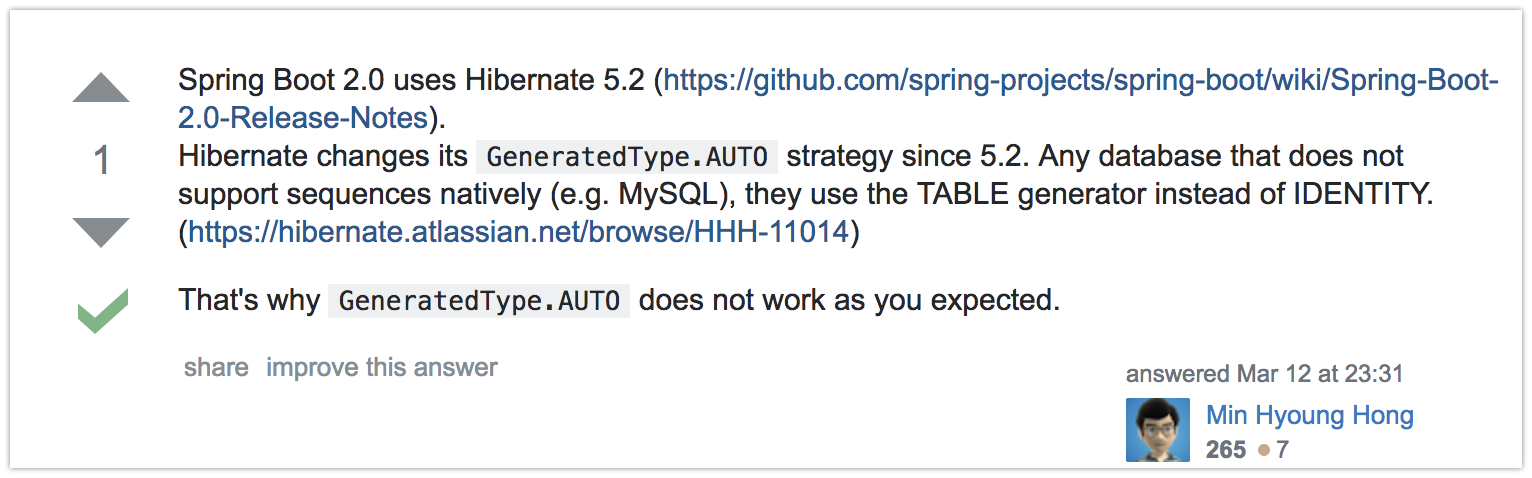 Spring Boot 2.0 uses Hibernate 5.2 (https://github.com/spring-projects/spring-boot/wiki/Spring-Boot-
2.0-Release-Notes).
1
Hibernate changes its GeneratedType.AUTO strategy since 5.2. Any database that does not
support sequences natively (e.g. MySQL), they use the TABLE generator instead of IDENTITY.
(https://hibernate.atlassian.net/browse/HHH-11014)
That's why GeneratedType.AUTO does not work as you expected.
share improve this answer
answered Mar 12 at 23:31
Min Hyoung Hong
265 7